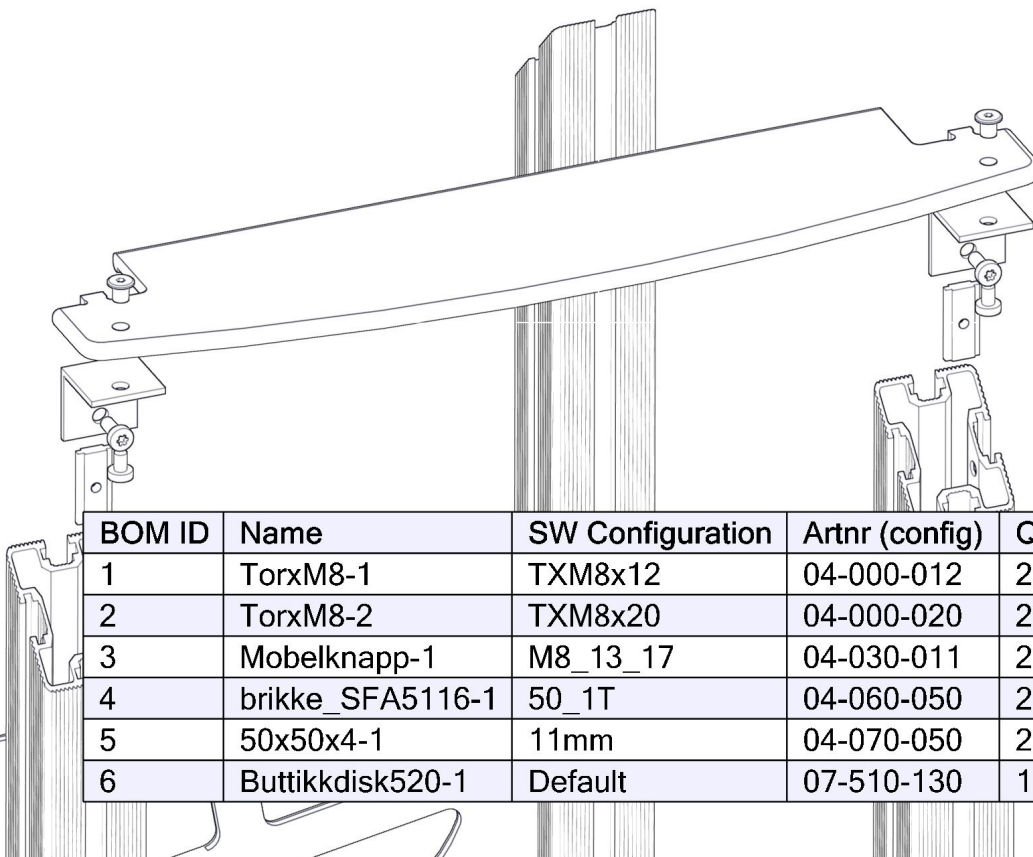 BOM ID Name SW Configuration Artnr (config) Q
1 TorxM8-1 TXM8x12 04-000-012 2
2 TorxM8-2 TXM8x20 04-000-020 2
3 Mobelknapp-1 M8_13_17 04-030-011 2
4 brikke_SFA5116-1 50_1T 04-060-050 2
5 50x50x4-1 11mm 04-070-050 2
6 Buttikkdisk520-1 Default 07-510-130 1